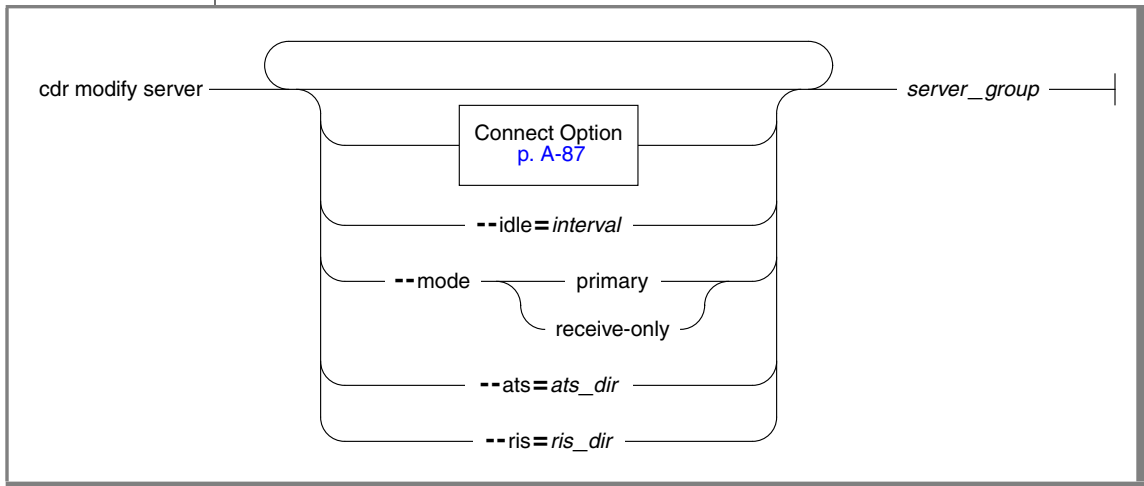 cdr modify server
server_group
Connect Option
p. A-87
--idle=interval
--mode primary
receive-only
--ats=ats_dir
--ris=ris_dir